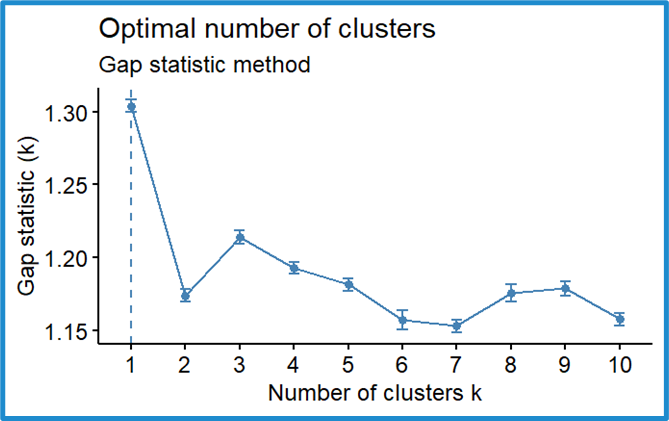 Optimal number of clusters
Gap statistic method
Gap statistic (k)
1.30
1.25
1.20
1.15
1 2 3 4 5 6 7 8 9 10
Number of clusters k